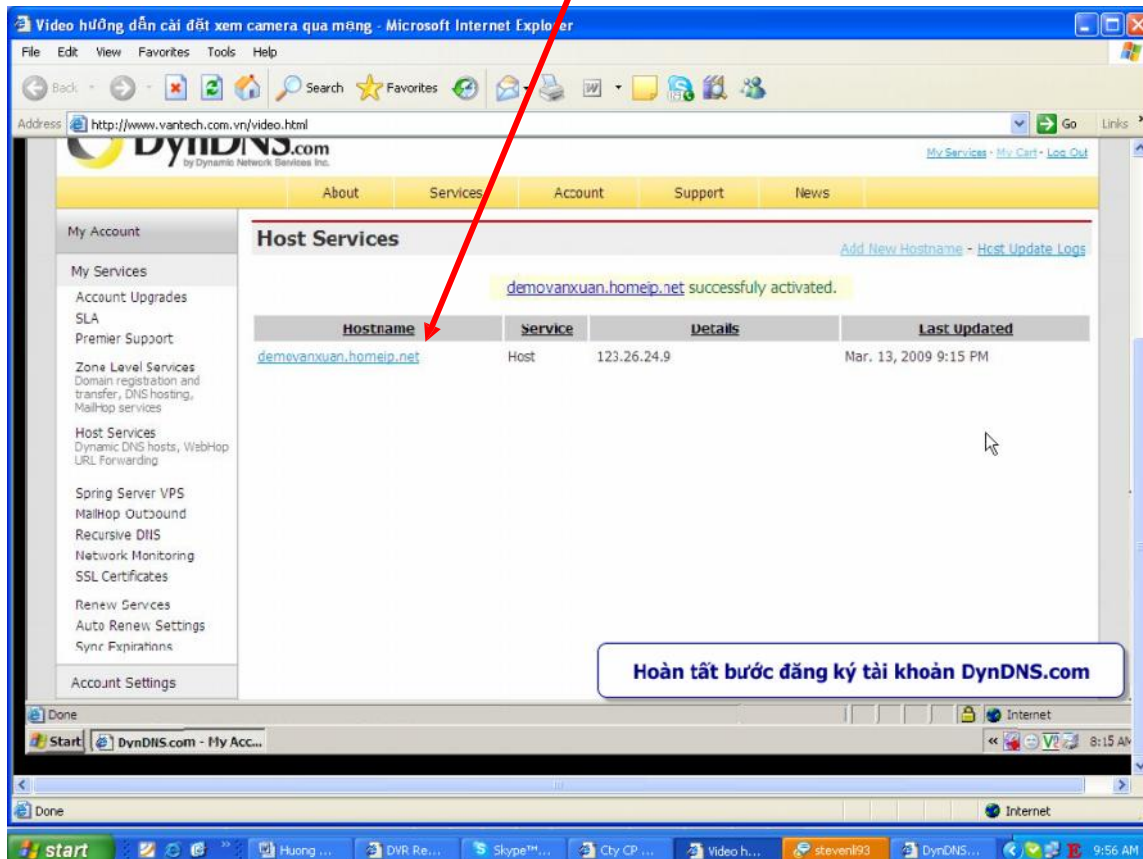 Video hướng dẫn cài đặt xem camera qua mạng - Microsoft Internet Explorer
File Edit View Favorites Tools Help
Back Search Favorites
Address http://www.vantech.com.vn/video.html Go Links
DynDNS.com
by Dynamic Network Services Inc.
My Services - My Cart - Log Out
About Services Account Support News
My Account
Host Services
Add New Hostname - Host Update Logs
My Services
demovanxuan.homeip.net successfully activated.
Account Upgrades
SLA
Premier Support
Hostname Service Details Last Updated
demovanxuan.homeip.net Host 123.26.24.9 Mar. 13, 2009 9:15 PM
Zone Level Services
Domain registration and
transfer, DNS hosting,
MailHop services
Host Services
Dynamic DNS hosts, WebHop
URL Forwarding
Spring Server VPS
MailHop Outbound
Recursive DNS
Network Monitoring
SSL Certificates
Renew Services
Auto Renew Settings
Sync Expirations
Hoàn tất bước đăng ký tài khoản DynDNS.com
Account Settings
Done Internet
Start DynDNS.com - My Acc... 8:15 AM
Done Internet
start Huong ... DVR Re... Skype™... Cty CP ... Video h... stevenli93 DynDNS... 9:56 AM